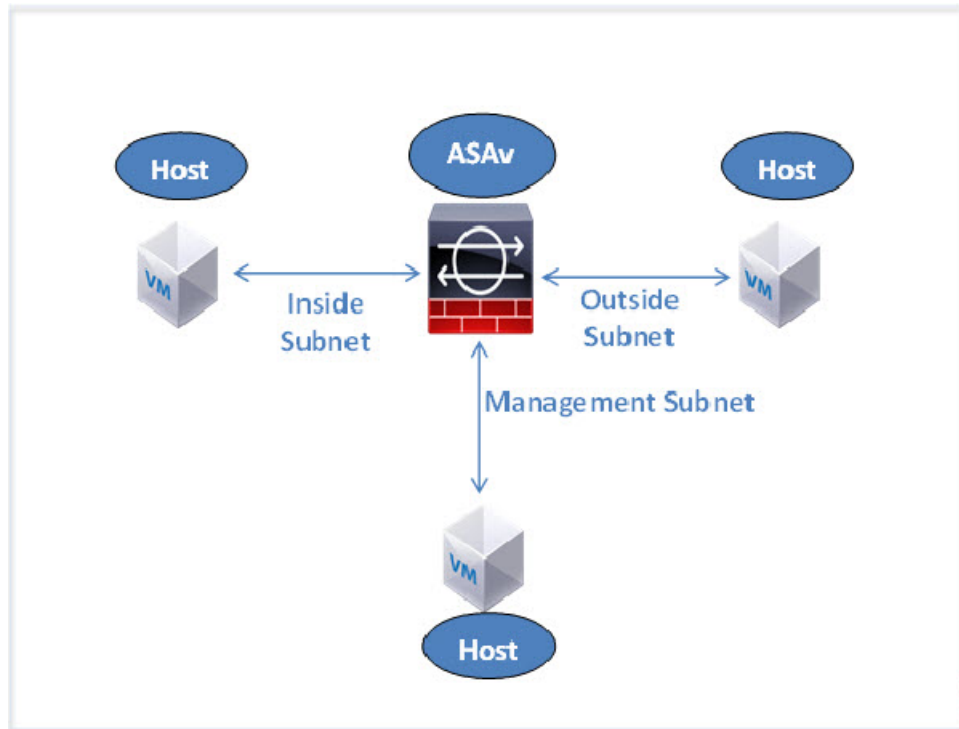 Host
ASAv
Host
VM
VM
Inside
Subnet
Outside
Subnet
Management Subnet
VM
Host